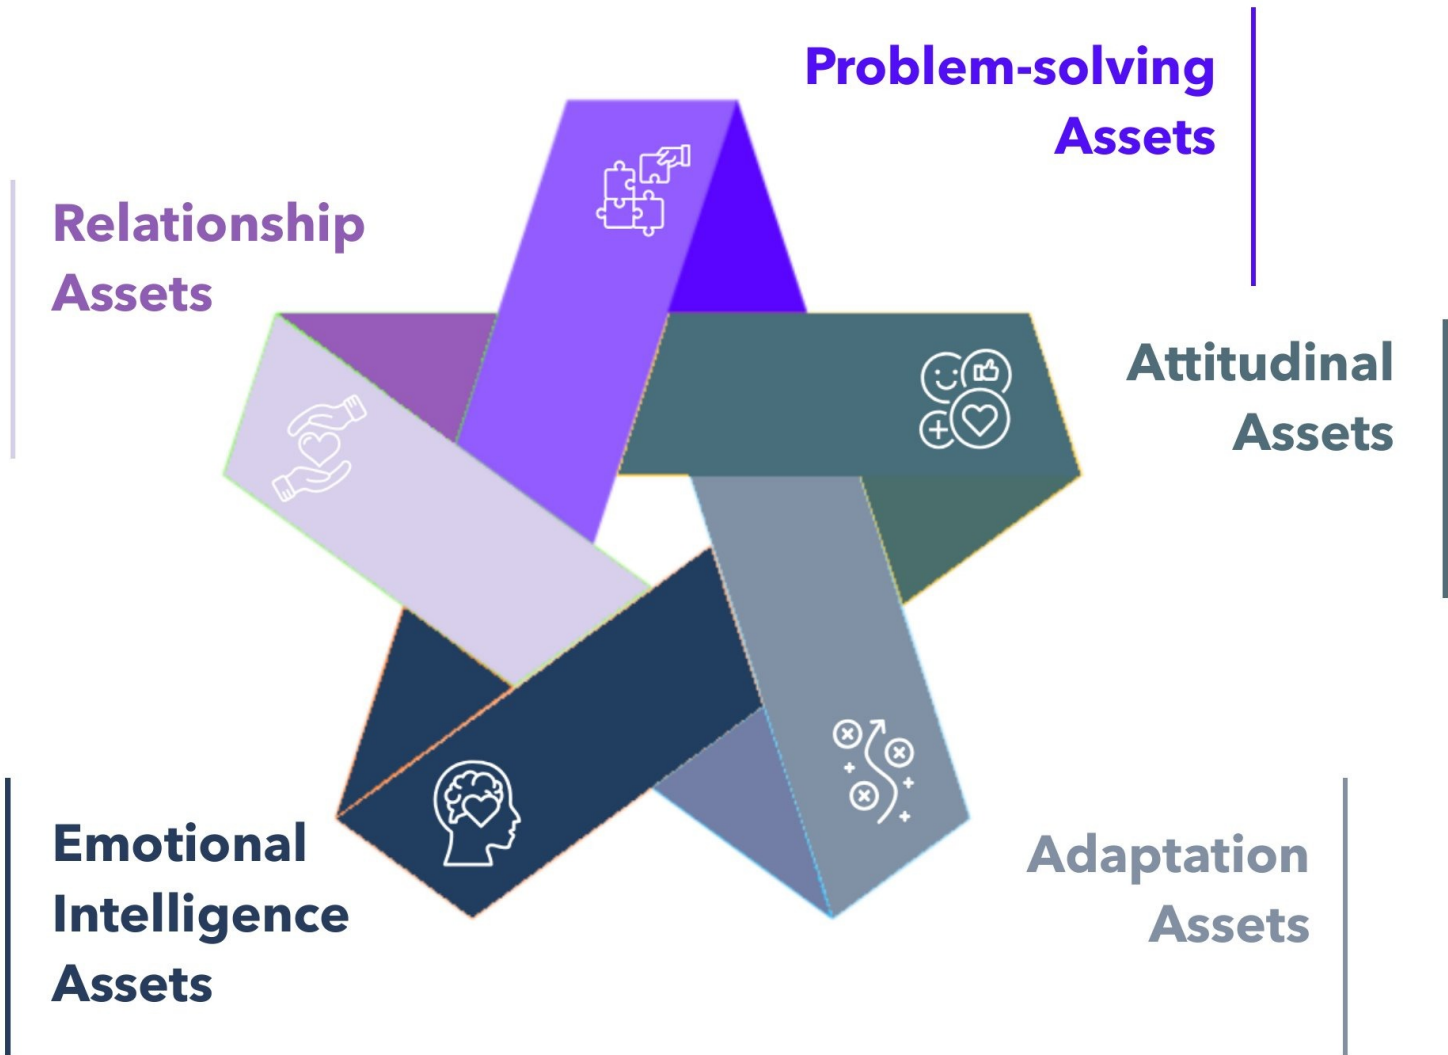 Problem-solving
Assets
Relationship
Assets
Attitudinal
Assets
Emotional
Intelligence
Assets
Adaptation
Assets